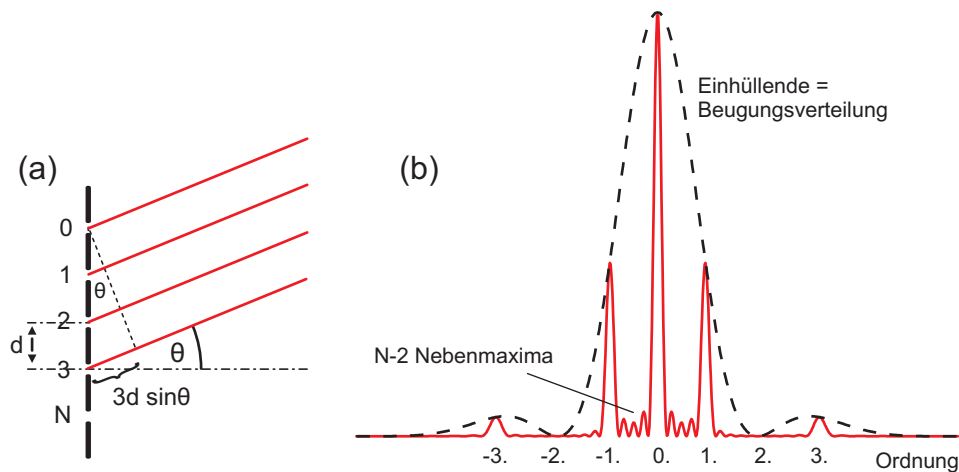 (a)
0
1
θ
2
d
3
θ
3d sinθ
N
(b)
Einhüllende =
Beugungsverteilung
N-2 Nebenmaxima
-3. -2. -1. 0. 1. 2. 3.
Ordnung